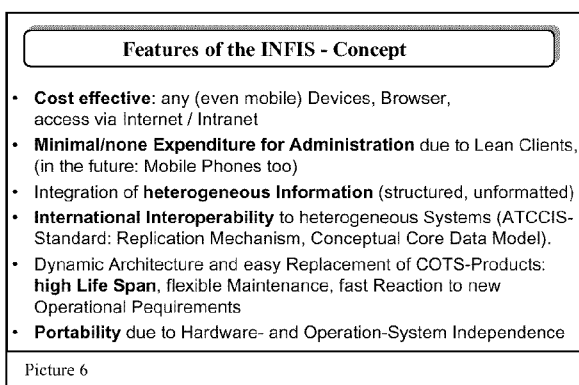 Features of the INFIS - Concept
• Cost effective: any (even mobile) Devices, Browser,
access via Internet / Intranet
• Minimal/none Expenditure for Administration due to Lean Clients,
(in the future: Mobile Phones too)
• Integration of heterogeneous Information (structured, unformatted)
• International Interoperability to heterogeneous Systems (ATCCIS-
Standard: Replication Mechanism, Conceptual Core Data Model).
• Dynamic Architecture and easy Replacement of COTS-Products:
high Life Span, flexible Maintenance, fast Reaction to new
Operational Pequirements
• Portability due to Hardware- and Operation-System Independence
Picture 6